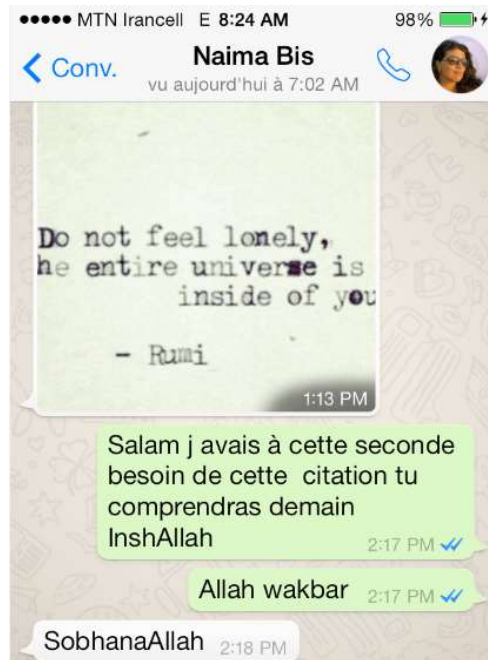 MTN Irancell E 8:24 AM 98%
Conv. Naima Bis
vu aujourd'hui à 7:02 AM
Do not feel lonely,
he entire universe is
inside of you
- Rumi
1:13 PM
Salam j avais à cette seconde
besoin de cette citation tu
comprendras demain
InshAllah 2:17 PM
Allah wakbar 2:17 PM
SobhanaAllah 2:18 PM